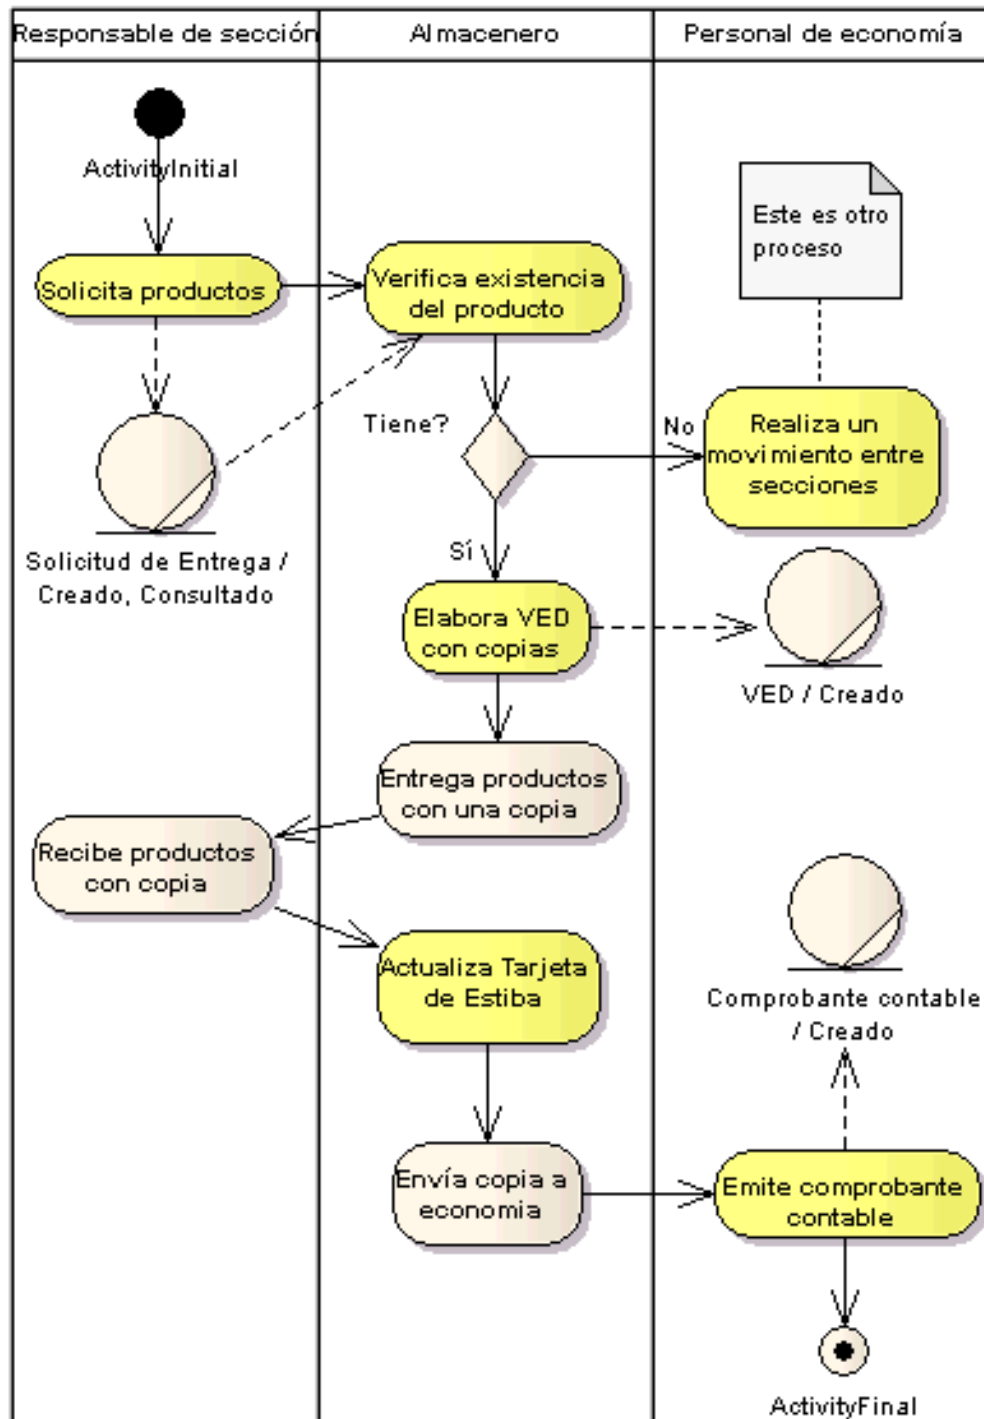 Responsable de sección
Almacenero
Personal de economía
ActivityInitial
Este es otro
proceso
Solicita productos
Verifica existencia
del producto
Tiene?
No
Realiza un
movimiento entre
secciones
Solicitud de Entrega /
Creado, Consultado
Sí
Elabora VED
con copias
VED / Creado
Entrega productos
con una copia
Recibe productos
con copia
Actualiza Tarjeta
de Estiba
Comprobante contable
/ Creado
Envía copia a
economia
Emite comprobante
contable
ActivityFinal